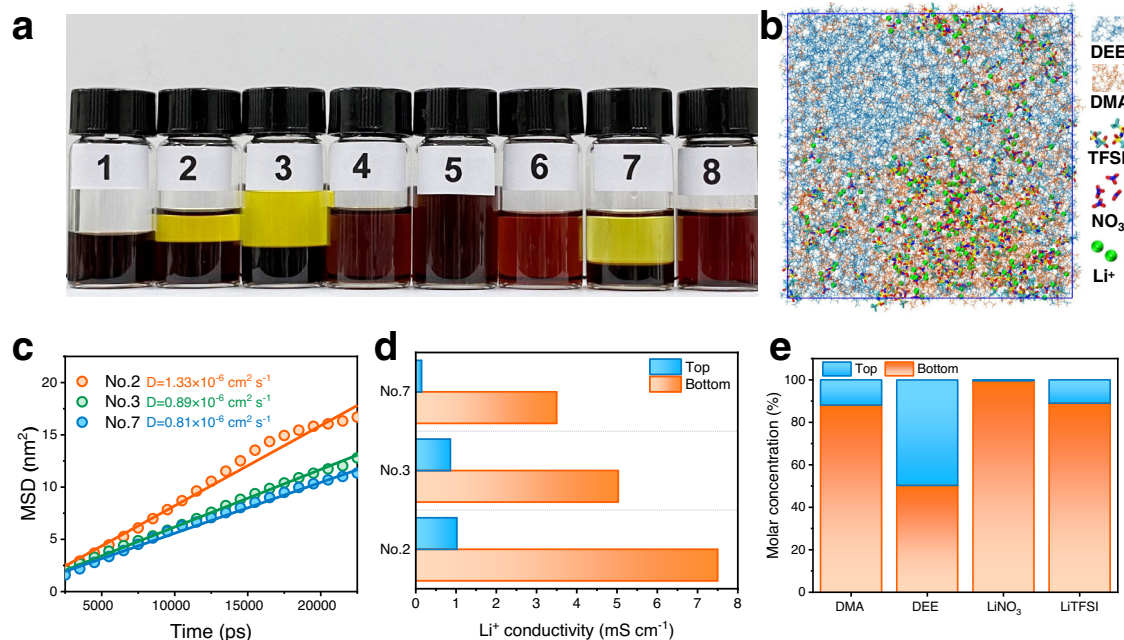 a
1 2 3 4 5 6 7 8
b
DEE
DMA
TFSI
NO3
Li⁺
c
MSD (nm²)
20
15
10
5
0
No.2 D=1.33×10⁻⁶ cm² s⁻¹
No.3 D=0.89×10⁻⁶ cm² s⁻¹
No.7 D=0.81×10⁻⁶ cm² s⁻¹
5000 10000 15000 20000
Time (ps)
d
Top
Bottom
No.7
No.3
No.2
0 1 2 3 4 5 6 7 8
Li⁺ conductivity (mS cm⁻¹)
e
Top Bottom
Molar concentration (%)
100
80
60
40
20
0
DMA DEE LiNO₃ LiTFSI